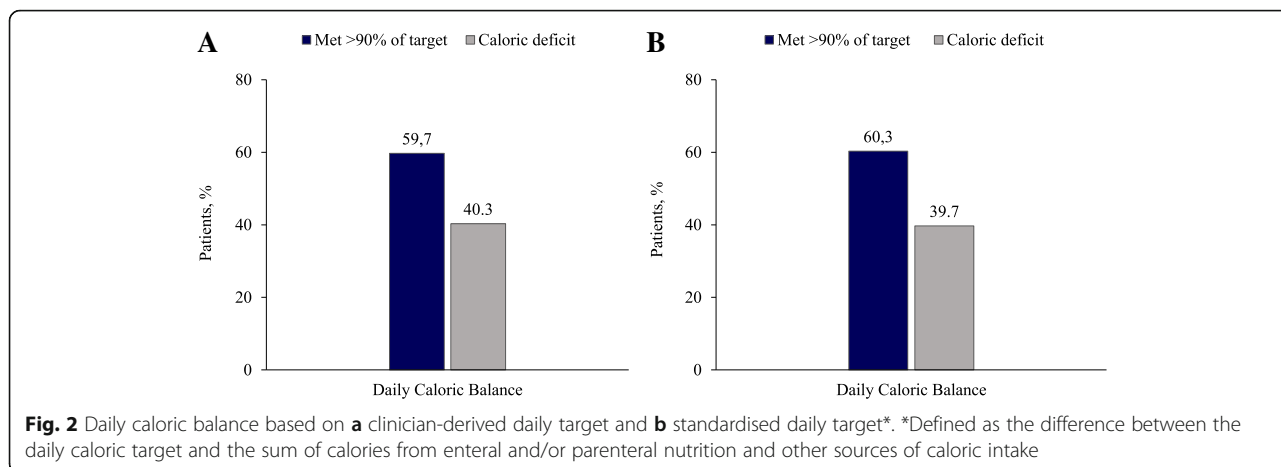 A
Met >90% of target Caloric deficit
80
60
40
20
0
Patients, %
59,7
40.3
Daily Caloric Balance
B
Met >90% of target Caloric deficit
80
60
40
20
0
Patients, %
60,3
39.7
Daily Caloric Balance
Fig. 2 Daily caloric balance based on a clinician-derived daily target and b standardised daily target*. *Defined as the difference between the
daily caloric target and the sum of calories from enteral and/or parenteral nutrition and other sources of caloric intake